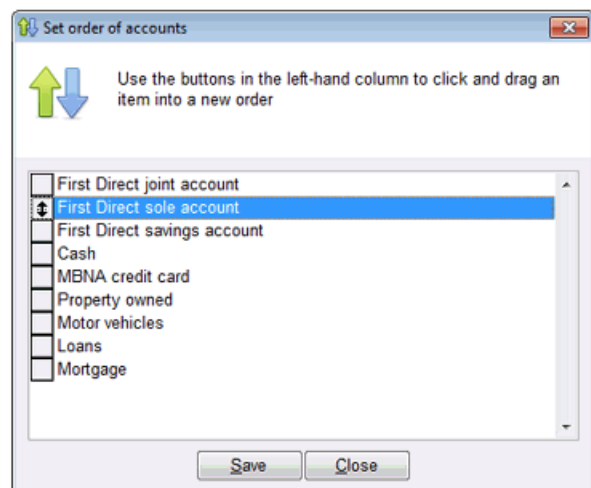 Set order of accounts
Use the buttons in the left-hand column to click and drag an
item into a new order
First Direct joint account
First Direct sole account
First Direct savings account
Cash
MBNA credit card
Property owned
Motor vehicles
Loans
Mortgage
Save Close